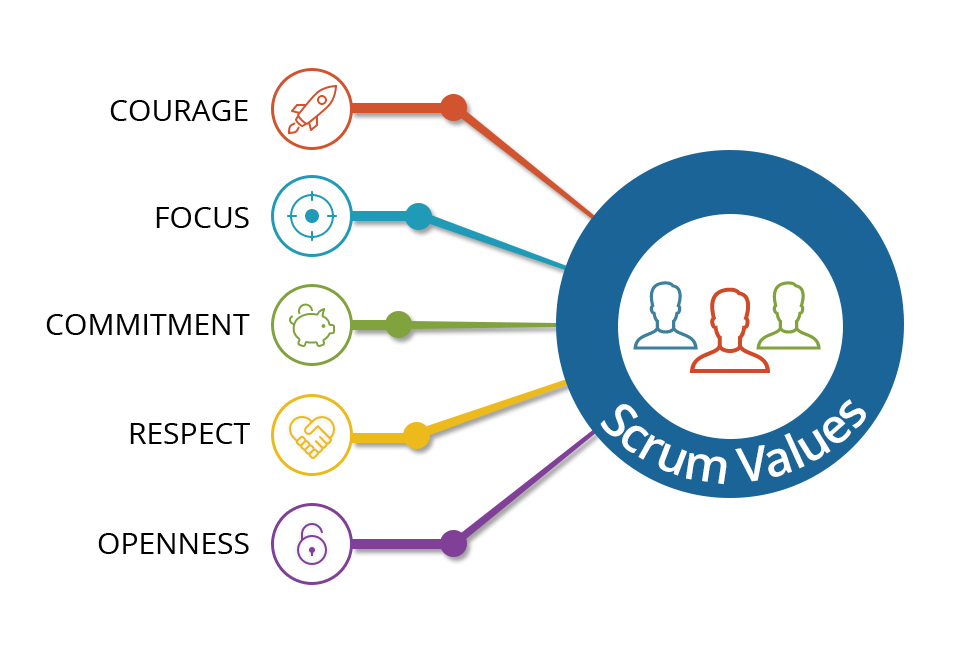 COURAGE
FOCUS
COMMITMENT
RESPECT
OPENNESS
Scrum Values